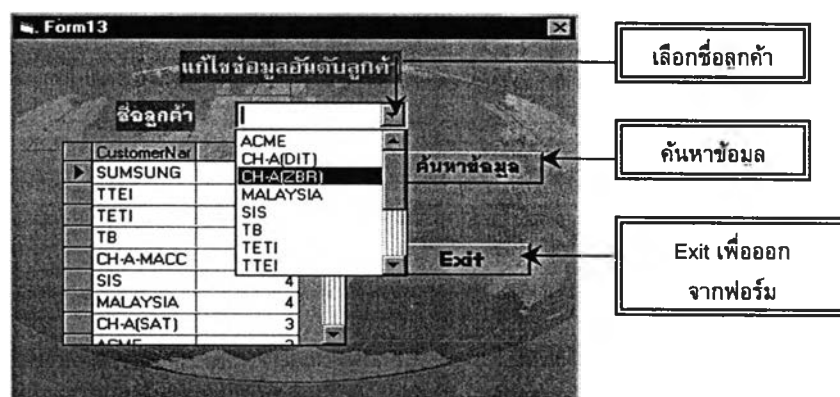 Form13
แก้ไขข้อมูลอันดับลูกค้
ชื่อลูกค้า
CustomerNar
SUMSUNG
TTEI
TETI
TB
CH-A-MACC
SIS 4
MALAYSIA 4
CH-A(SAT) 3
ACME 3
ACME
CH-A(DIT)
CH-A(ZBR)
MALAYSIA
SIS
TB
TETI
TTEI
ค้นหาข้อมูล
Exit
เลือกชื่อลูกค้า
ค้นหาข้อมูล
Exit เพื่อออก
จากฟอร์ม